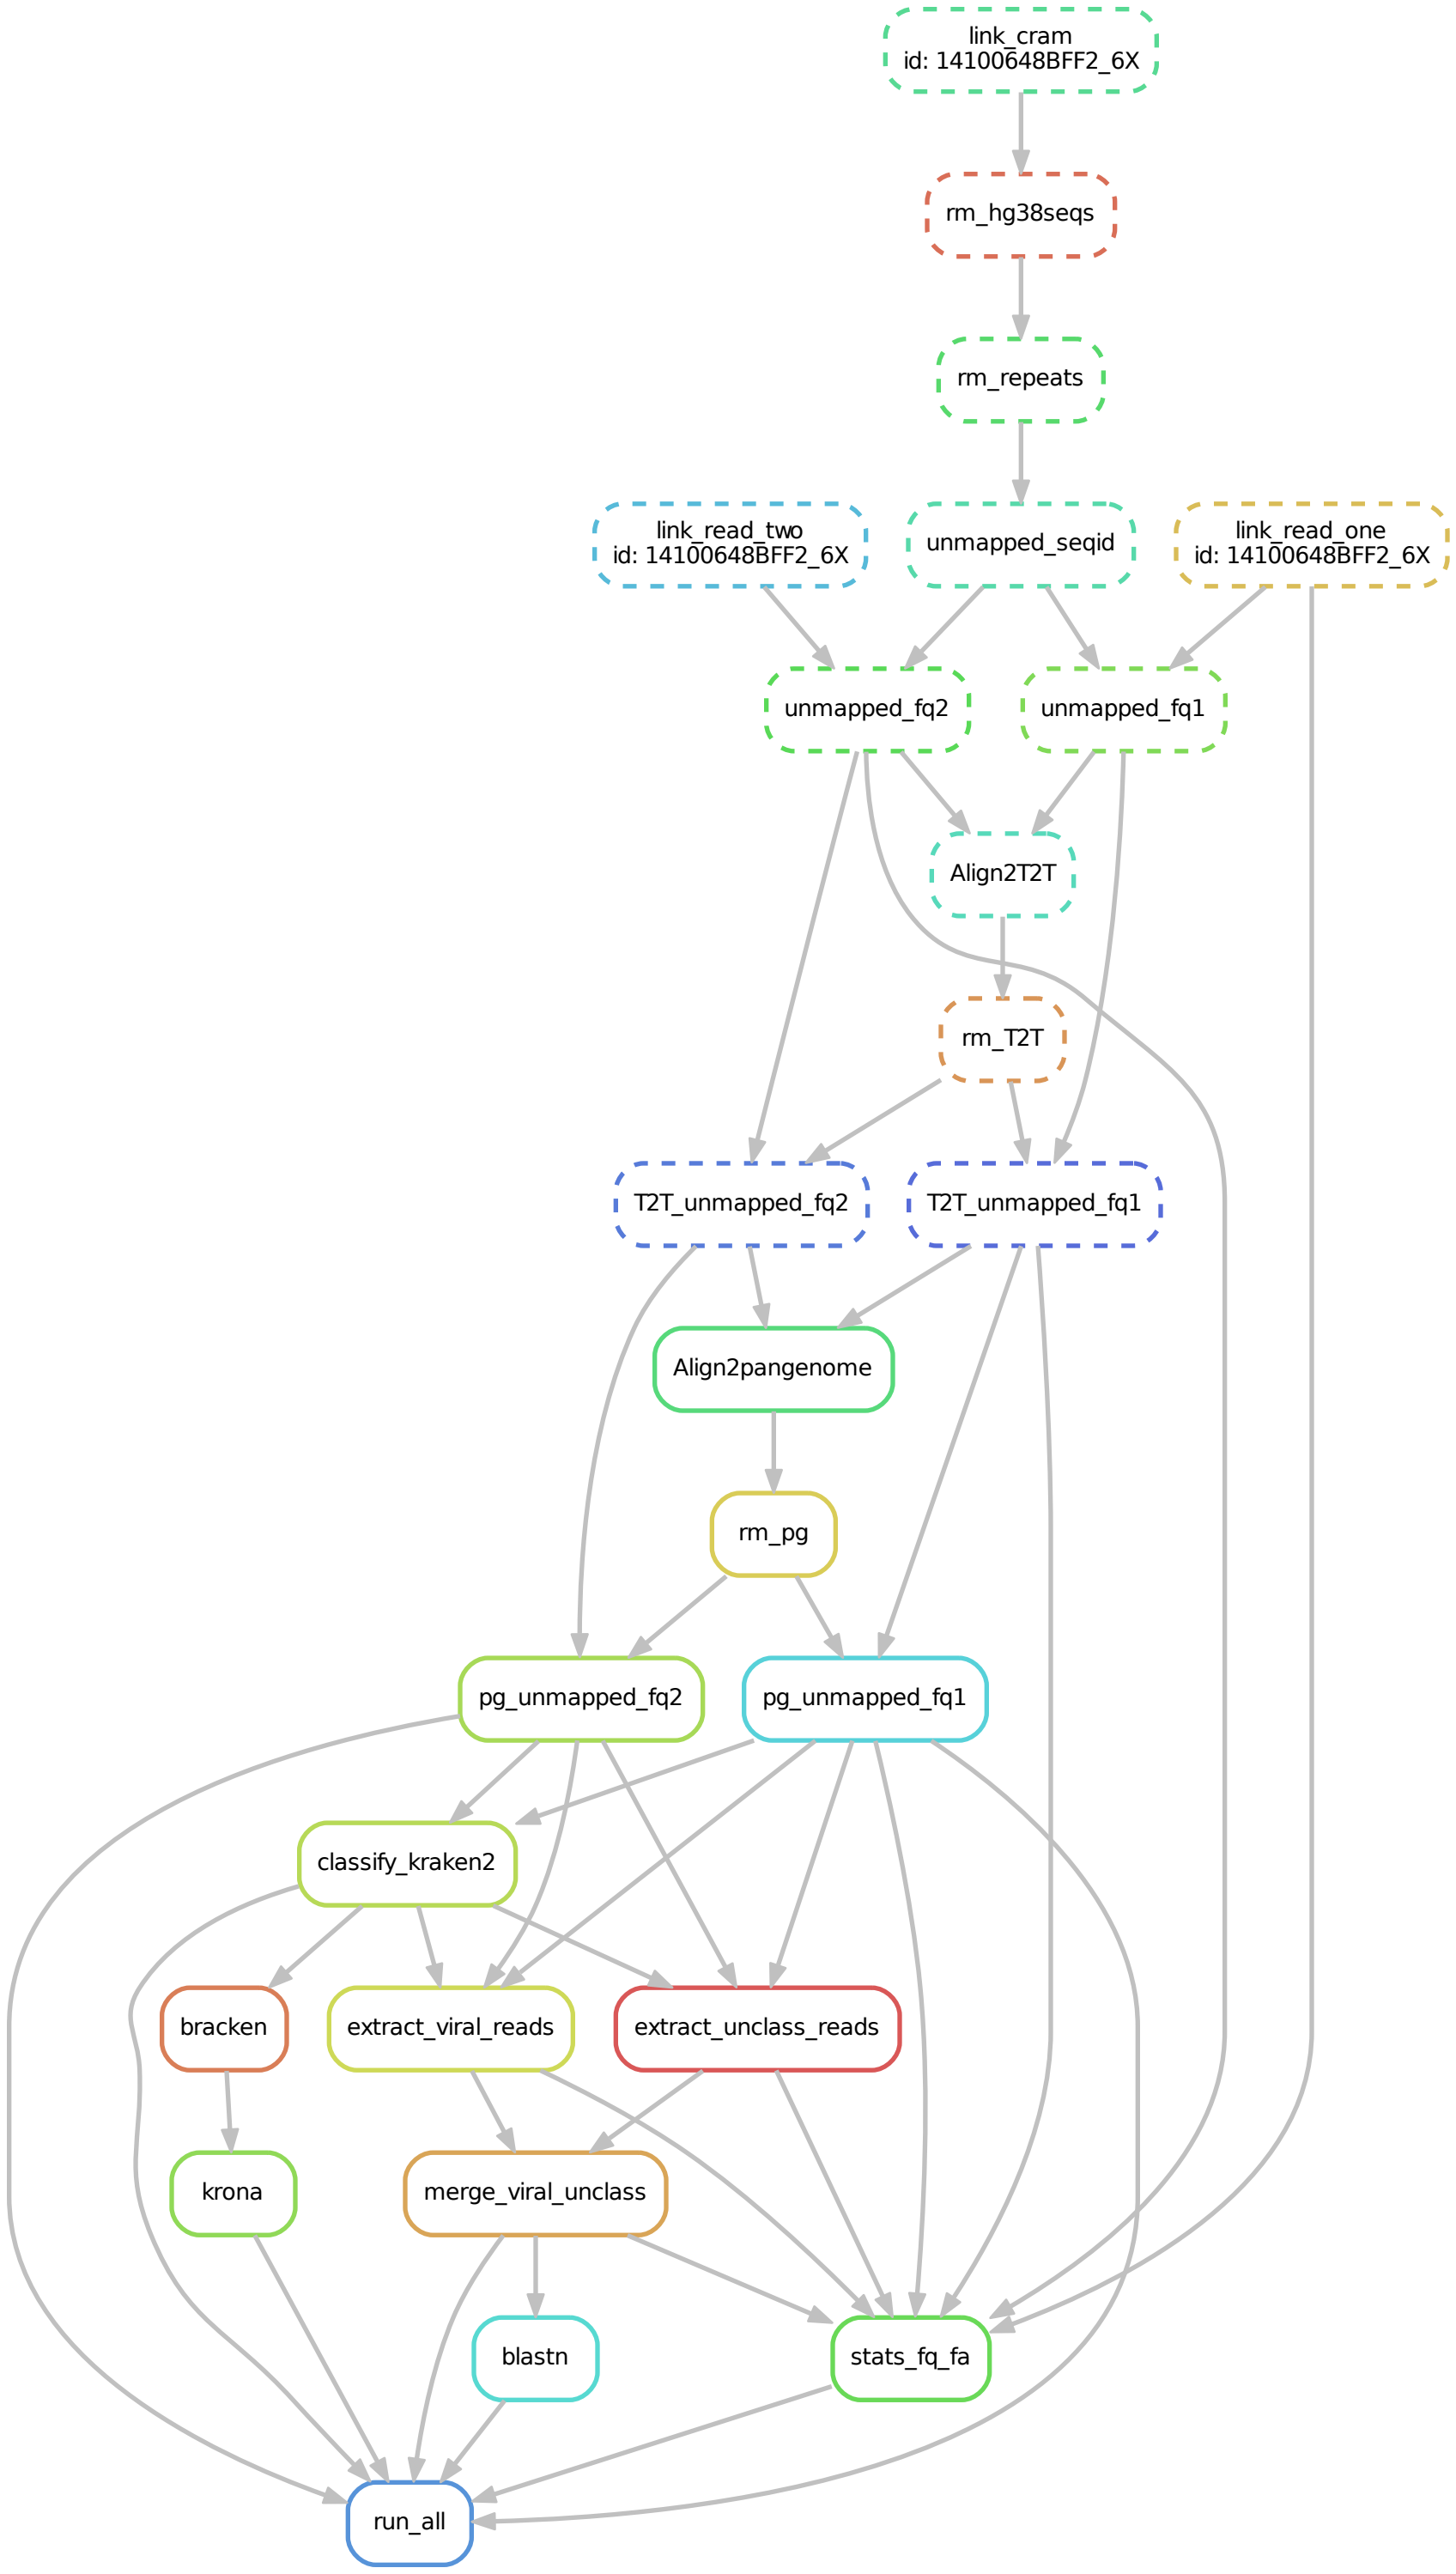 link_cram
id: 14100648BFF2_6X
rm_hg38seqs
rm_repeats
link_read_two
id: 14100648BFF2_6X
unmapped_seqid
link_read_one
id: 14100648BFF2_6X
unmapped_fq2
unmapped_fq1
Align2T2T
rm_T2T
T2T_unmapped_fq2
T2T_unmapped_fq1
Align2pangenome
rm_pg
pg_unmapped_fq2
pg_unmapped_fq1
classify_kraken2
bracken
extract_viral_reads
extract_unclass_reads
krona
merge_viral_unclass
blastn
stats_fq_fa
run_all